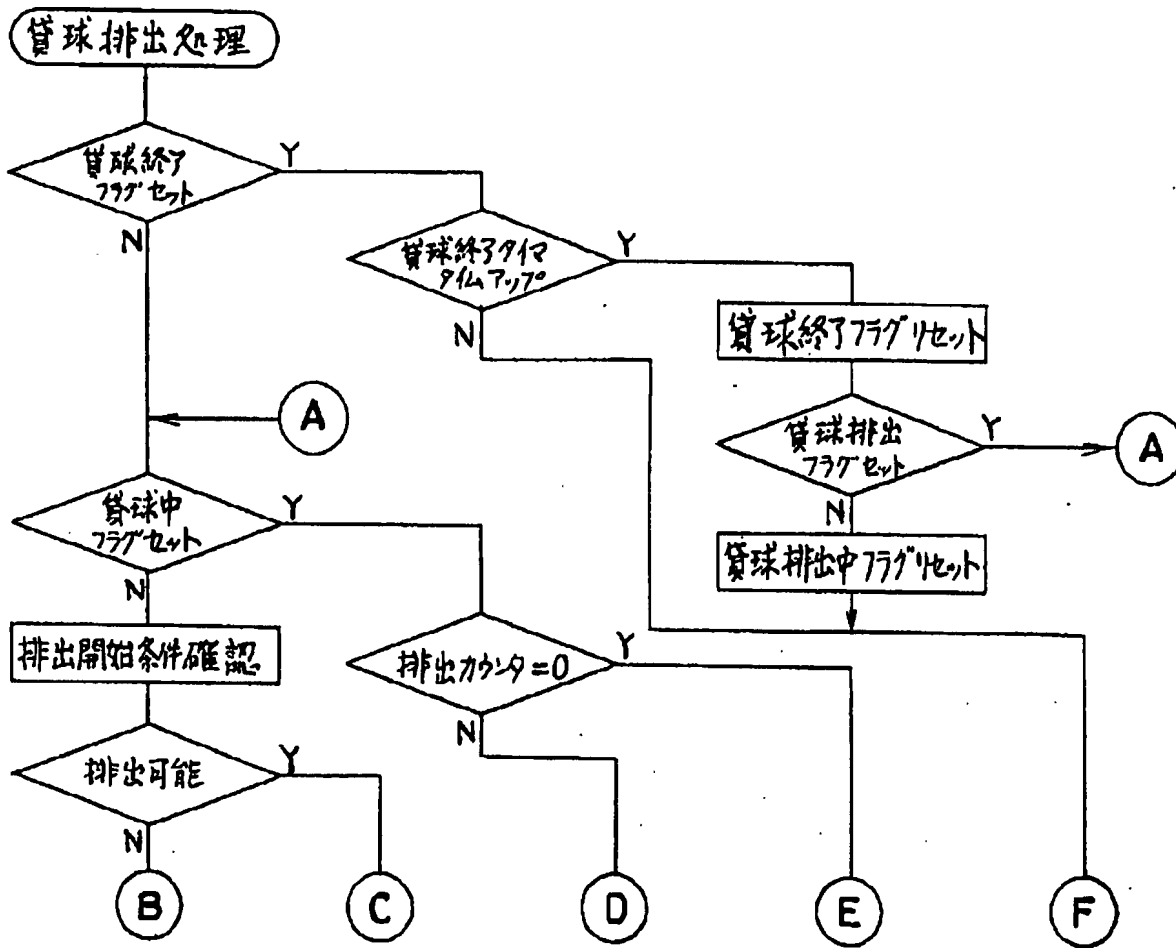 貸球排出処理
貸球終了
フラグセット
Y
N
貸球終了タイマ
タイムアップ
Y
N
貸球終了フラグリセット
貸球排出
フラグセット
Y
A
N
貸球排出中フラグリセット
A
貸球中
フラグセット
Y
N
排出開始条件確認
排出カウンタ=0
Y
N
排出可能
Y
N
B
C
D
E
F